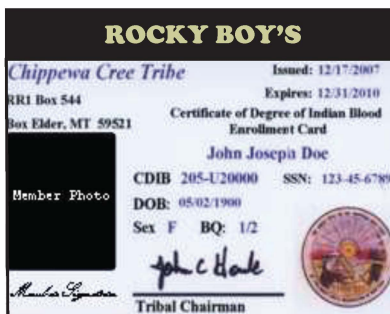 ROCKY BOY'S
Chippewa Cree Tribe
Issued: 12/17/2007
RR1 Box 544
Expires: 12/31/2010
Box Elder, MT 59521
Certificate of Degree of Indian Blood
Enrollment Card
John Joseph Doe
CDIB 205-U20000 SSN: 123-45-6789
Member Photo
DOB: 05/02/1900
Sex F BQ: 1/2
Member Signature
Tribal Chairman